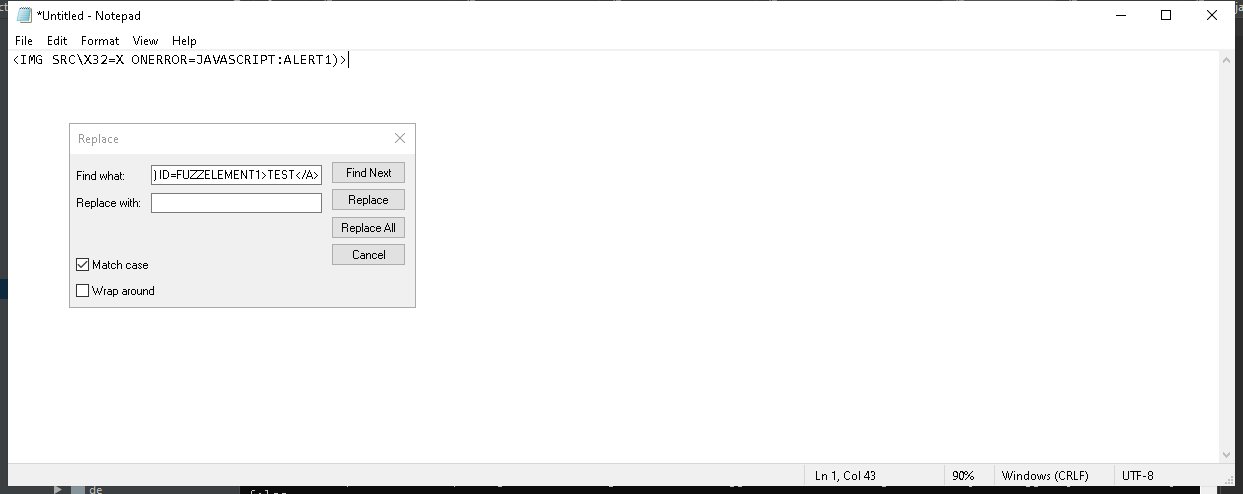 *Untitled - Notepad
File Edit Format View Help
<IMG SRC\X32=X ONERROR=JAVASCRIPT:ALERT1)>
Replace
Find what: )ID=FUZZELEMENT1>TEST</A> Find Next
Replace with: Replace
Replace All
Match case Cancel
Wrap around
Ln 1, Col 43 90% Windows (CRLF) UTF-8
de